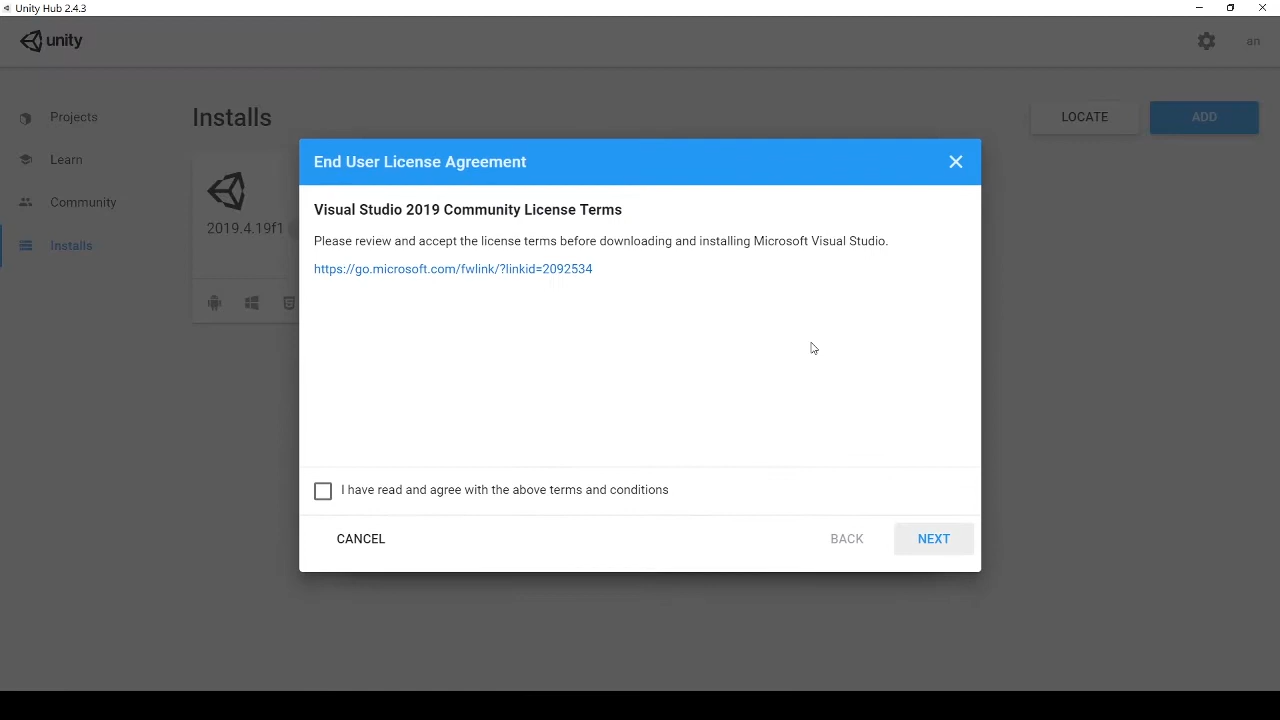 Unity Hub 2.4.3
unity
an
Projects
Learn
Community
Installs
Installs
LOCATE
ADD
2019.4.19f1
End User License Agreement
Visual Studio 2019 Community License Terms
Please review and accept the license terms before downloading and installing Microsoft Visual Studio.
https://go.microsoft.com/fwlink/?linkid=2092534
I have read and agree with the above terms and conditions
CANCEL
BACK
NEXT